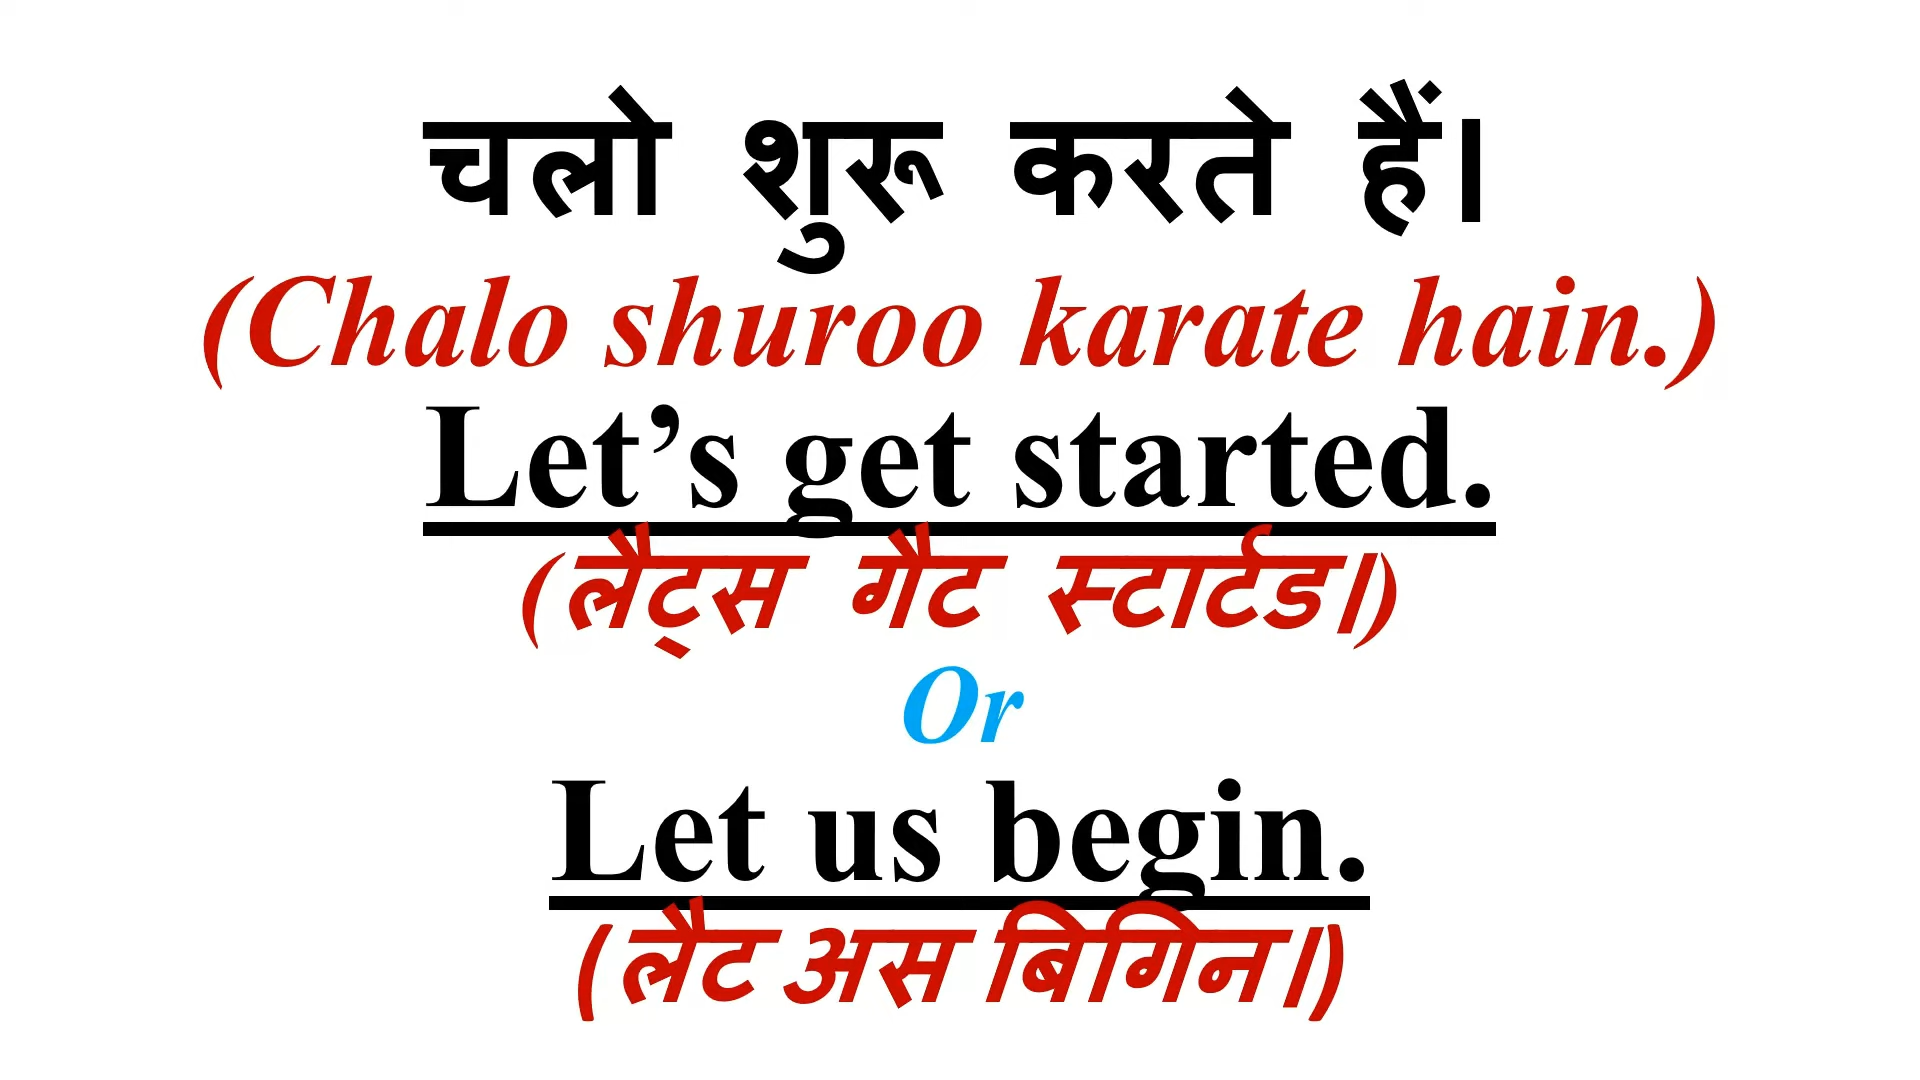 चलो शुरू करते हैं।
(Chalo shuroo karate hain.)
Let’s get started.
(लैट्स गैट स्टार्टड।)
Or
Let us begin.
(लैट अस बिगिन।)